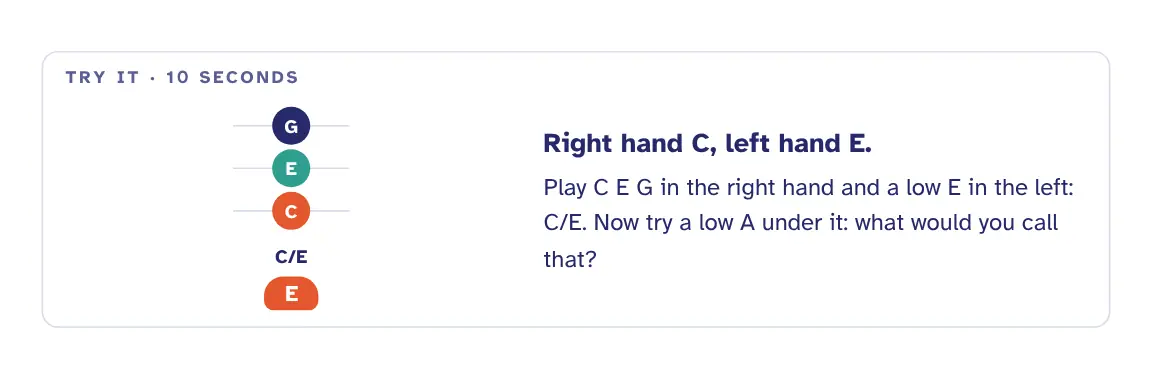 TRY IT · 10 SECONDS
G
E
C
C/E
E
Right hand C, left hand E.
Play C E G in the right hand and a low E in the left:
C/E. Now try a low A under it: what would you call
that?